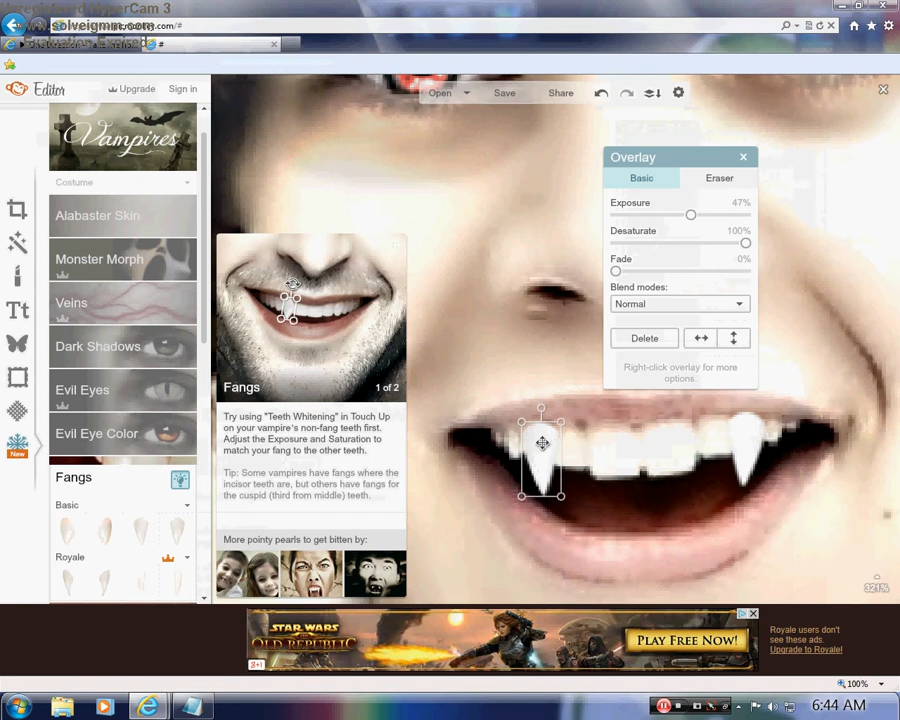 Unregistered HyperCam 3
www.solveigmm.com
Evaluation Expired
Editor
Upgrade
Sign in
Open
Save
Share
Vampires
Costume
Alabaster Skin
Monster Morph
Veins
Dark Shadows
Evil Eyes
Evil Eye Color
New
Fangs
Basic
Royale
Fangs
1 of 2
Try using "Teeth Whitening" in Touch Up
on your vampire's non-fang teeth first!
Adjust the Exposure and Saturation to
match your fang to the other teeth.
Tip: Some vampires have fangs where the
incisor teeth are, but others have fangs for
the cuspid (third from middle) teeth.
More pointy pearls to get bitten by:
Overlay
Basic
Eraser
Exposure
47%
Desaturate
100%
Fade
0%
Blend modes:
Normal
Delete
Right-click overlay for more
options.
321%
STAR WARS
THE OLD REPUBLIC
PLAY FREE NOW!
g+1
Royale users don't
see these ads.
Upgrade to Royale!
100%
6:44 AM